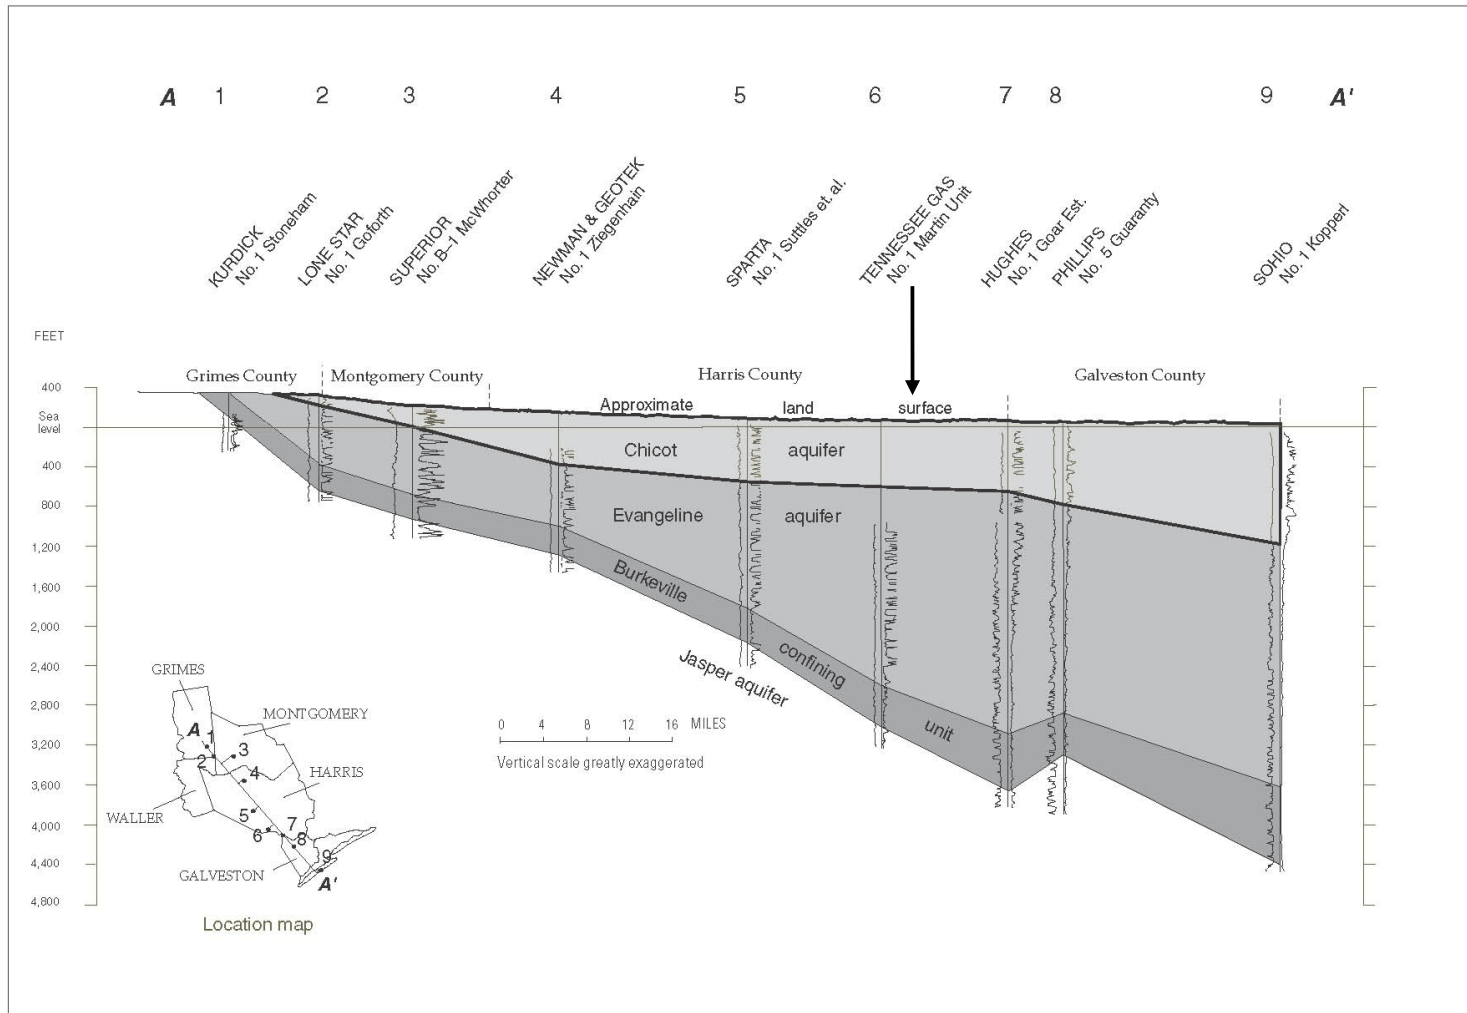 A 1 2 3 4 5 6 7 8 9 A'
KURDICK
No. 1 Stoneham
LONE STAR
No. 1 Goforth
SUPERIOR
No. B–1 McWhorter
NEWMAN & GEOTEK
No. 1 Ziegenhain
SPARTA
No. 1 Suttles et. al.
TENNESSEE GAS
No. 1 Martin Unit
HUGHES
No. 1 Goar Est.
PHILLIPS
No. 5 Guaranty
SOHIO
No. 1 Kopperl
FEET
Grimes County
Montgomery County
Harris County
Galveston County
400
Sea
level
400
800
1,200
1,600
2,000
2,400
2,800
3,200
3,600
4,000
4,400
4,800
Approximate land surface
Chicot aquifer
Evangeline aquifer
Burkeville confining unit
Jasper aquifer
0 4 8 12 16 MILES
Vertical scale greatly exaggerated
GRIMES
MONTGOMERY
HARRIS
WALLER
GALVESTON
A
1
2
3
4
5
6
7
8
9
A'
Location map